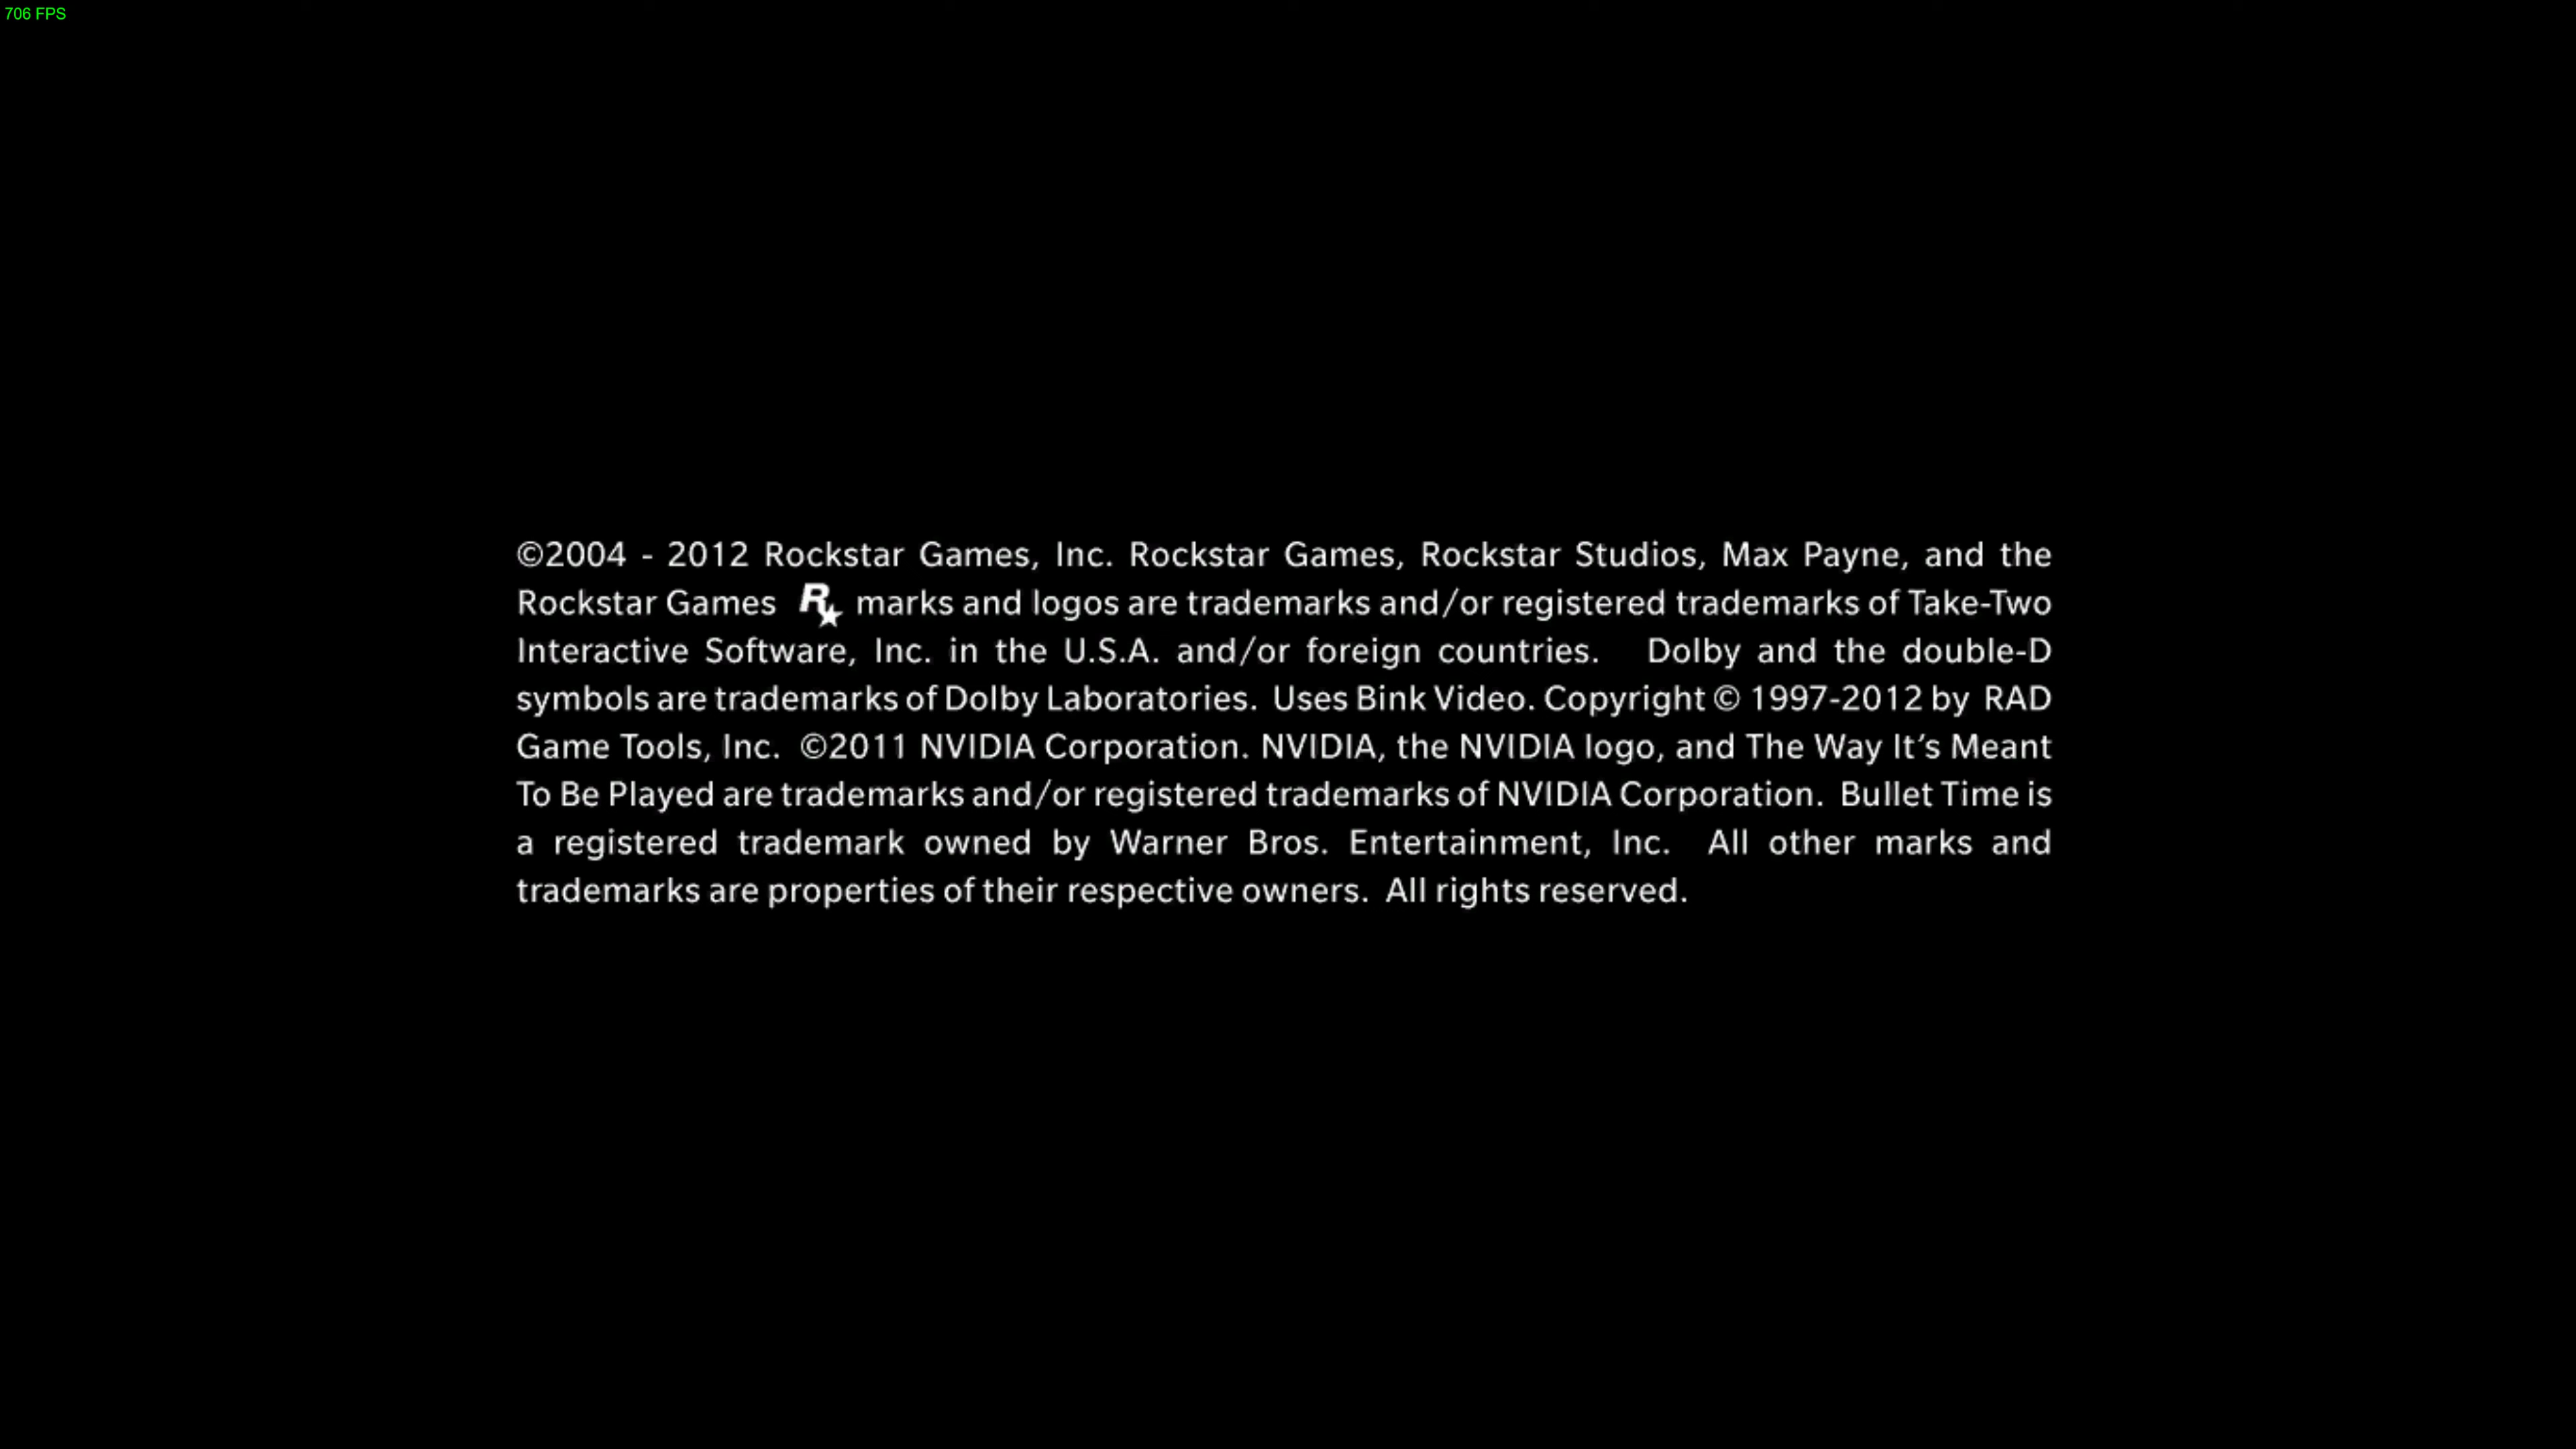 706 FPS
©2004 - 2012 Rockstar Games, Inc. Rockstar Games, Rockstar Studios, Max Payne, and the
Rockstar Games R★ marks and logos are trademarks and/or registered trademarks of Take-Two
Interactive Software, Inc. in the U.S.A. and/or foreign countries. Dolby and the double-D
symbols are trademarks of Dolby Laboratories. Uses Bink Video. Copyright © 1997-2012 by RAD
Game Tools, Inc. ©2011 NVIDIA Corporation. NVIDIA, the NVIDIA logo, and The Way It’s Meant
To Be Played are trademarks and/or registered trademarks of NVIDIA Corporation. Bullet Time is
a registered trademark owned by Warner Bros. Entertainment, Inc. All other marks and
trademarks are properties of their respective owners. All rights reserved.